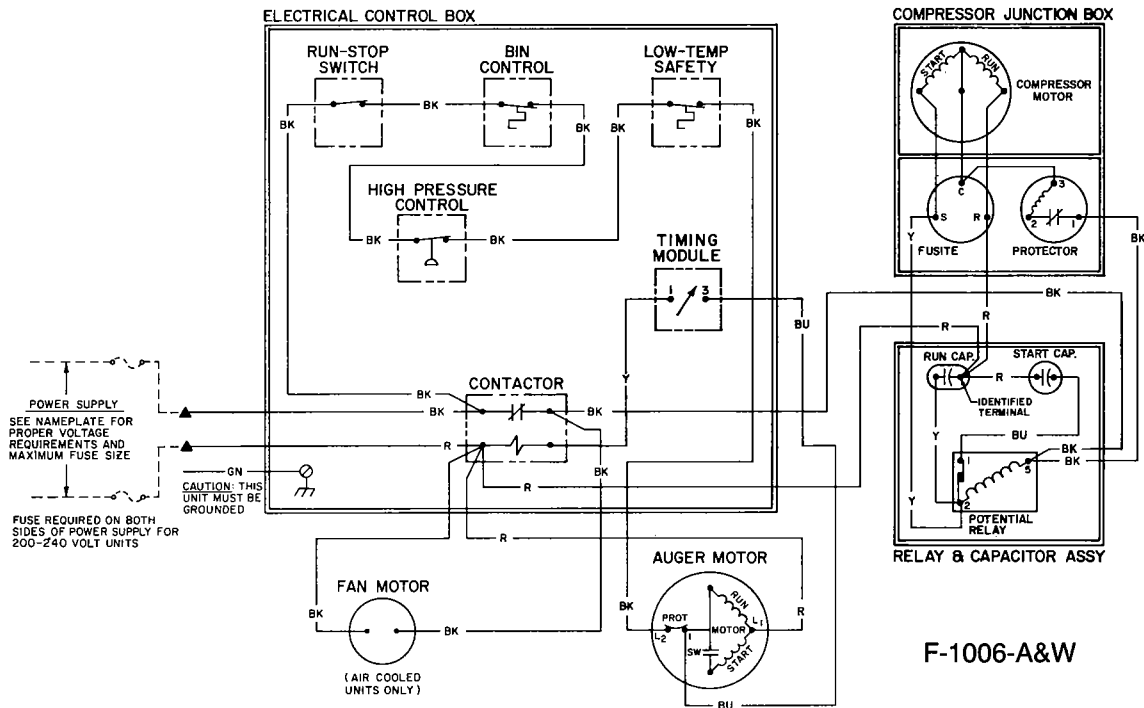 ELECTRICAL CONTROL BOX
COMPRESSOR JUNCTION BOX
RUN-STOP
SWITCH
BIN
CONTROL
LOW-TEMP
SAFETY
START
RUN
COMPRESSOR
MOTOR
BK
BK
BK
BK
BK
BK
HIGH PRESSURE
CONTROL
BK
BK
C
3
S
R
2
1
Y
FUSITE
PROTECTOR
BK
TIMING
MODULE
1
3
BU
BK
R
R
RUN CAP.
START CAP.
R
IDENTIFIED
TERMINAL
Y
CONTACTOR
BK
BK
BK
R
BK
R
POWER SUPPLY
SEE NAMEPLATE FOR
PROPER VOLTAGE
REQUIREMENTS AND
MAXIMUM FUSE SIZE
GN
CAUTION: THIS
UNIT MUST BE
GROUNDED
FUSE REQUIRED ON BOTH
SIDES OF POWER SUPPLY FOR
200-240 VOLT UNITS
Y
BU
BK
BK
1
5
2
Y
POTENTIAL
RELAY
RELAY & CAPACITOR ASSY
R
FAN MOTOR
BK
BK
(AIR COOLED
UNITS ONLY)
AUGER MOTOR
BK
PROT
L2
1
MOTOR
RUN
L1
SW
START
R
BU
F-1006-A&W